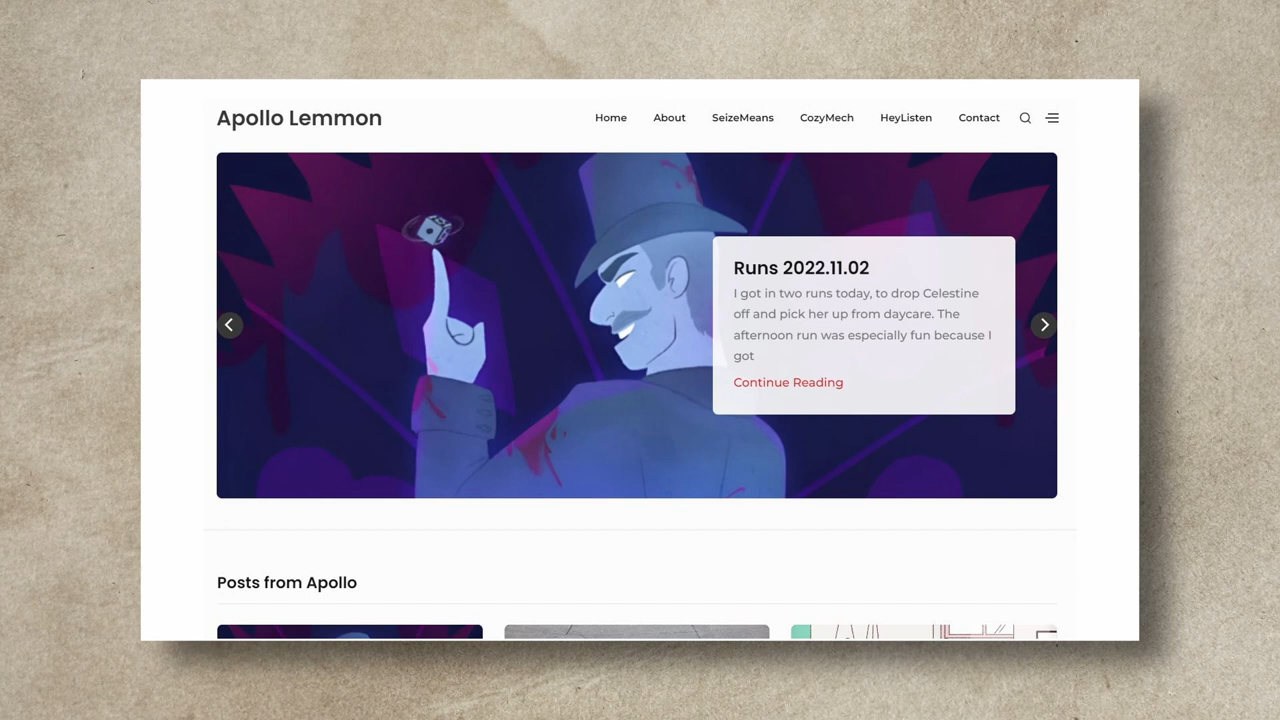 Apollo Lemmon
Home About SeizeMeans CozyMech HeyListen Contact
Runs 2022.11.02
I got in two runs today, to drop Celestine
off and pick her up from daycare. The
afternoon run was especially fun because I
got
Continue Reading
Posts from Apollo